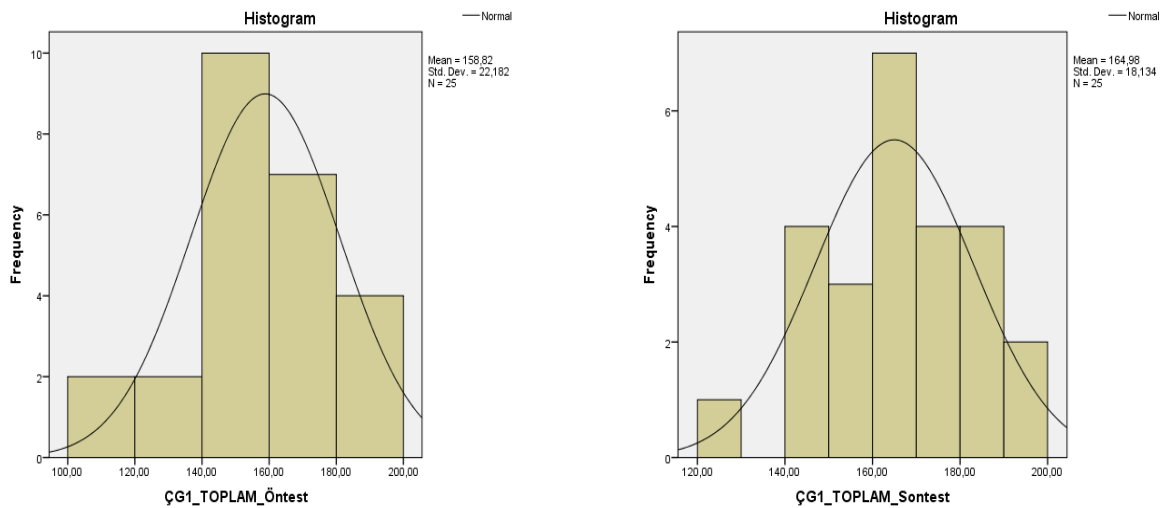 Histogram
Normal
Mean = 158,82
Std. Dev. = 22,182
N = 25
Frequency
10
8
6
4
2
0
100,00 120,00 140,00 160,00 180,00 200,00
ÇG1_TOPLAM_Öntest
Histogram
Normal
Mean = 164,98
Std. Dev. = 18,134
N = 25
Frequency
6
4
2
0
120,00 140,00 160,00 180,00 200,00
ÇG1_TOPLAM_Sontest